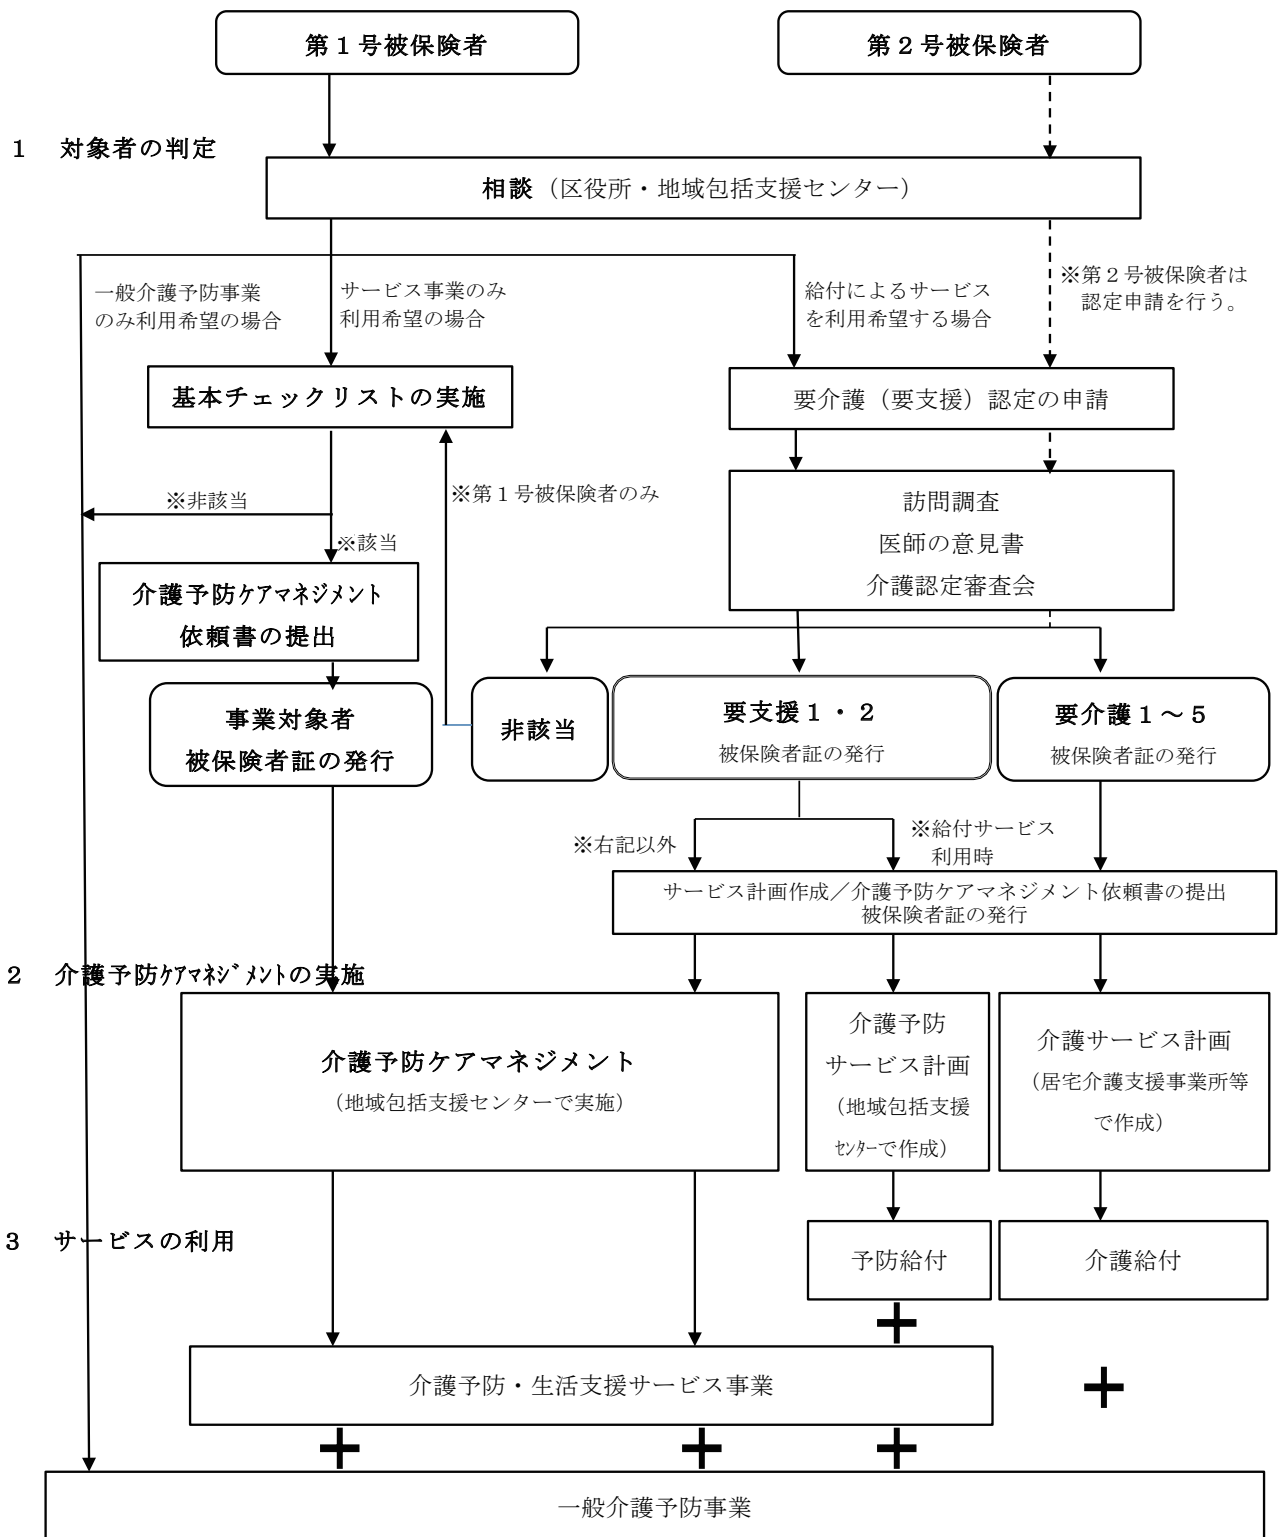 第１号被保険者
第２号被保険者
１　対象者の判定
相談（区役所・地域包括支援センター）
一般介護予防事業
のみ利用希望の場合
サービス事業のみ
利用希望の場合
給付によるサービス
を利用希望する場合
※第２号被保険者は
認定申請を行う。
基本チェックリストの実施
要介護（要支援）認定の申請
※非該当
※第１号被保険者のみ
訪問調査
医師の意見書
介護認定審査会
※該当
介護予防ｹｱﾏﾈｼﾞﾒﾝﾄ
依頼書の提出
事業対象者
被保険者証の発行
非該当
要支援１・２
被保険者証の発行
要介護１～５
被保険者証の発行
※右記以外
※給付サービス
利用時
サービス計画作成／介護予防ケアマネジメント依頼書の提出
被保険者証の発行
２　介護予防ｹｱﾏﾈｼﾞﾒﾝﾄの実施
介護予防ケアマネジメント
（地域包括支援センターで実施）
介護予防
サービス計画
（地域包括支援
ｾﾝﾀｰで作成）
介護サービス計画
（居宅介護支援事業所等
で作成）
３　サービスの利用
予防給付
介護給付
＋
介護予防・生活支援サービス事業
＋
＋
＋
＋
一般介護予防事業